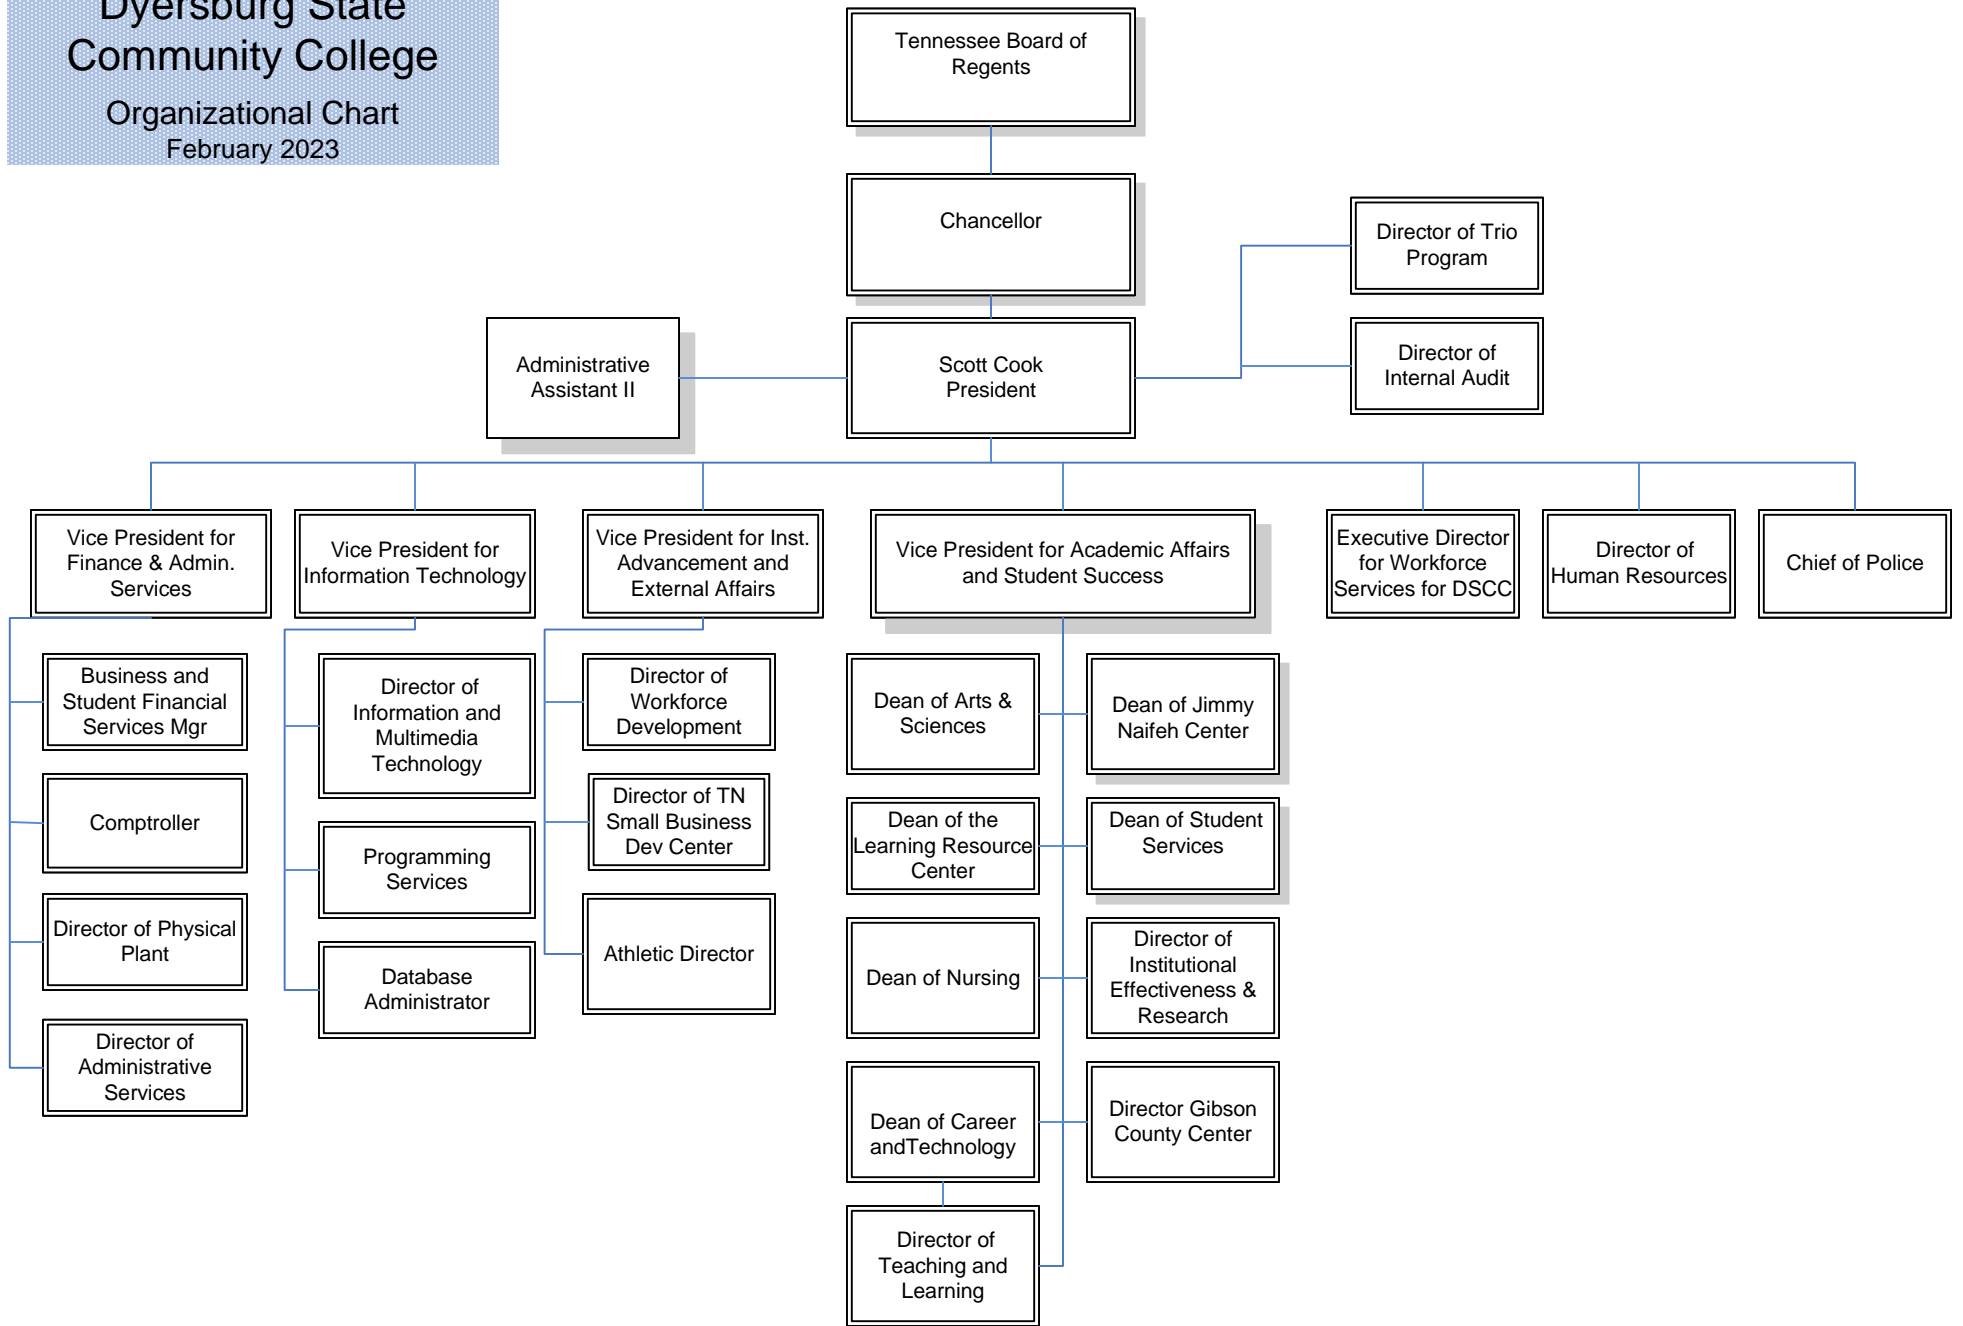 Dyersburg State
Community College
Organizational Chart
February 2023
Tennessee Board of
Regents
Chancellor
Director of Trio
Program
Administrative
Assistant II
Scott Cook
President
Director of
Internal Audit
Vice President for
Finance & Admin.
Services
Vice President for
Information Technology
Vice President for Inst.
Advancement and
External Affairs
Vice President for Academic Affairs
and Student Success
Executive Director
for Workforce
Services for DSCC
Director of
Human Resources
Chief of Police
Business and
Student Financial
Services Mgr
Comptroller
Director of Physical
Plant
Director of
Administrative
Services
Director of
Information and
Multimedia
Technology
Programming
Services
Database
Administrator
Director of
Workforce
Development
Director of TN
Small Business
Dev Center
Athletic Director
Dean of Arts &
Sciences
Dean of Jimmy
Naifeh Center
Dean of the
Learning Resource
Center
Dean of Student
Services
Dean of Nursing
Director of
Institutional
Effectiveness &
Research
Dean of Career
andTechnology
Director Gibson
County Center
Director of
Teaching and
Learning